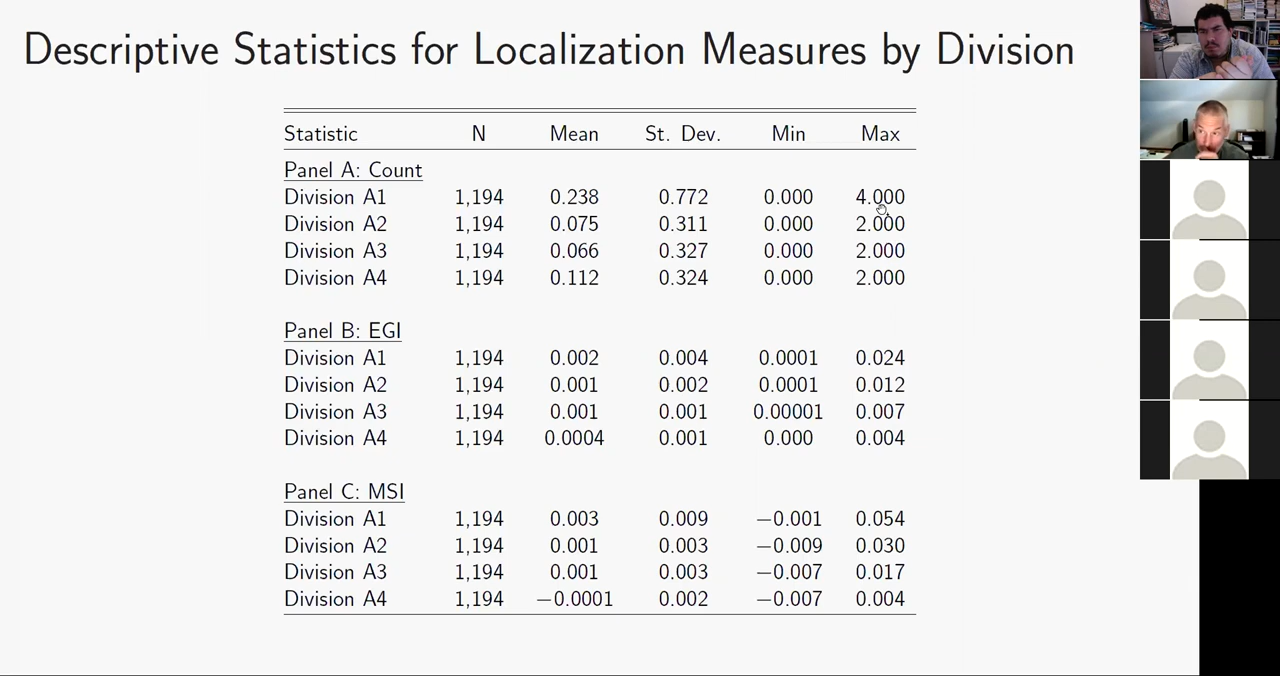 Descriptive Statistics for Localization Measures by Division
Statistic N Mean St. Dev. Min Max
Panel A: Count
Division A1 1,194 0.238 0.772 0.000 4.000
Division A2 1,194 0.075 0.311 0.000 2.000
Division A3 1,194 0.066 0.327 0.000 2.000
Division A4 1,194 0.112 0.324 0.000 2.000
Panel B: EGI
Division A1 1,194 0.002 0.004 0.0001 0.024
Division A2 1,194 0.001 0.002 0.0001 0.012
Division A3 1,194 0.001 0.001 0.00001 0.007
Division A4 1,194 0.0004 0.001 0.000 0.004
Panel C: MSI
Division A1 1,194 0.003 0.009 −0.001 0.054
Division A2 1,194 0.001 0.003 −0.009 0.030
Division A3 1,194 0.001 0.003 −0.007 0.017
Division A4 1,194 −0.0001 0.002 −0.007 0.004